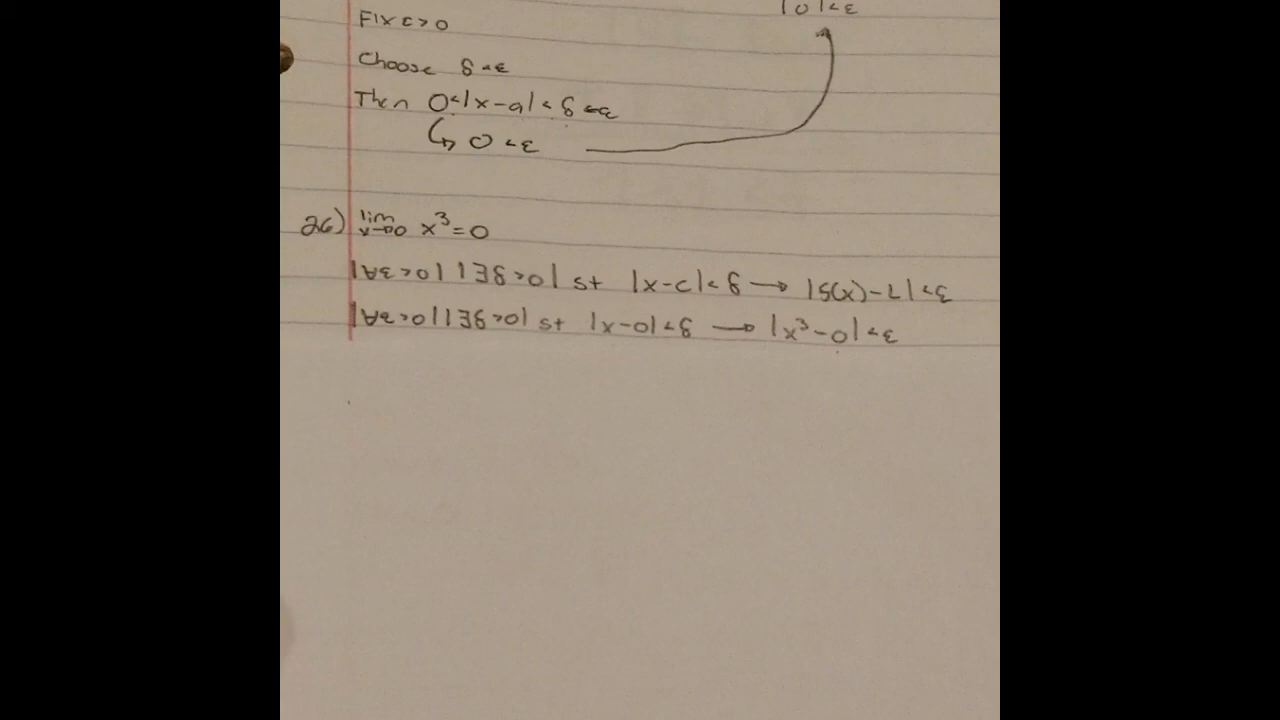 |0|<ε
Fix ε>0
Choose δ=ε
Then 0<|x-a|<δ=ε
↳ 0<ε
26) lim x→0 x³=0
|∀ε>0| |∃δ>0| st |x-c|<δ → |f(x)-L|<ε
|∀ε>0| |∃δ>0| st |x-0|<δ → |x³-0|<ε